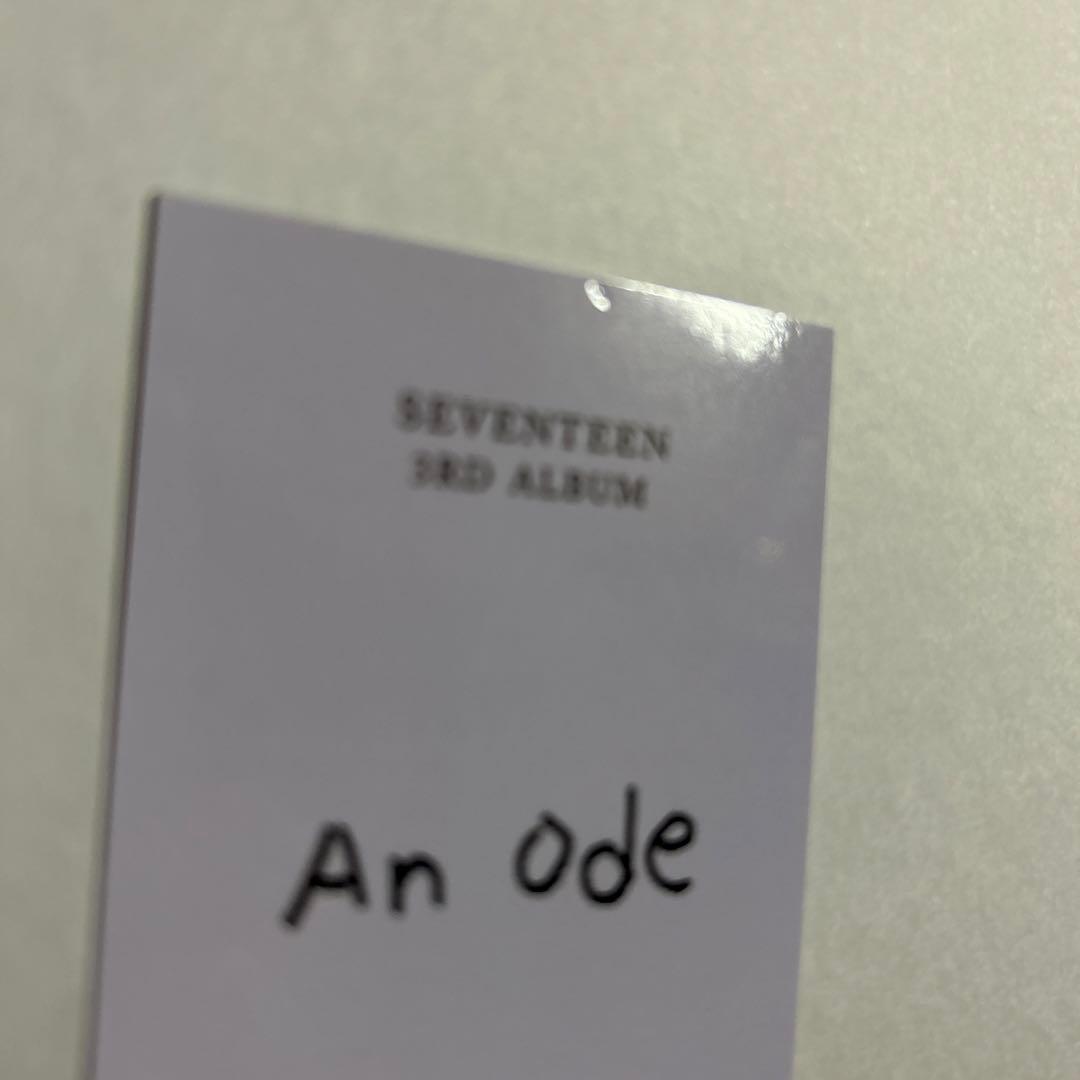 SEVENTEEN
3RD ALBUM
An Ode